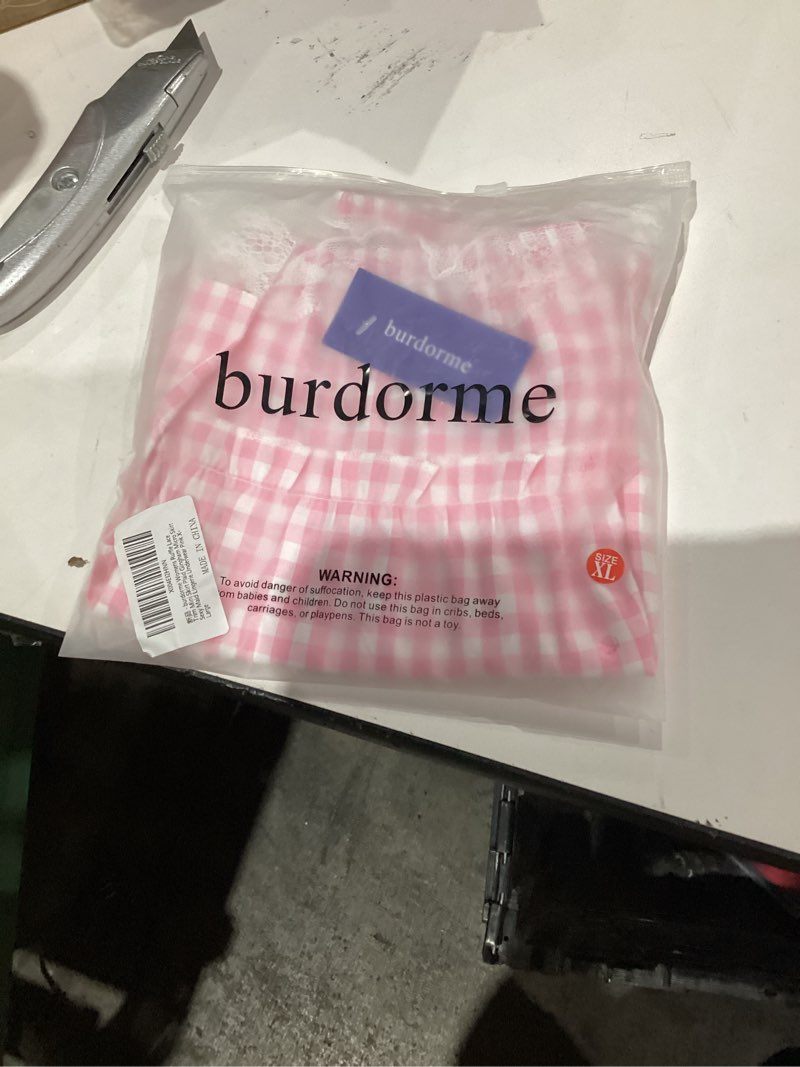 burdorme
burdorme
SIZE
XL
WARNING:
To avoid danger of suffocation, keep this plastic bag away
om babies and children. Do not use this bag in cribs, beds,
carriages, or playpens. This bag is not a toy.
Large
MADE IN CHINA